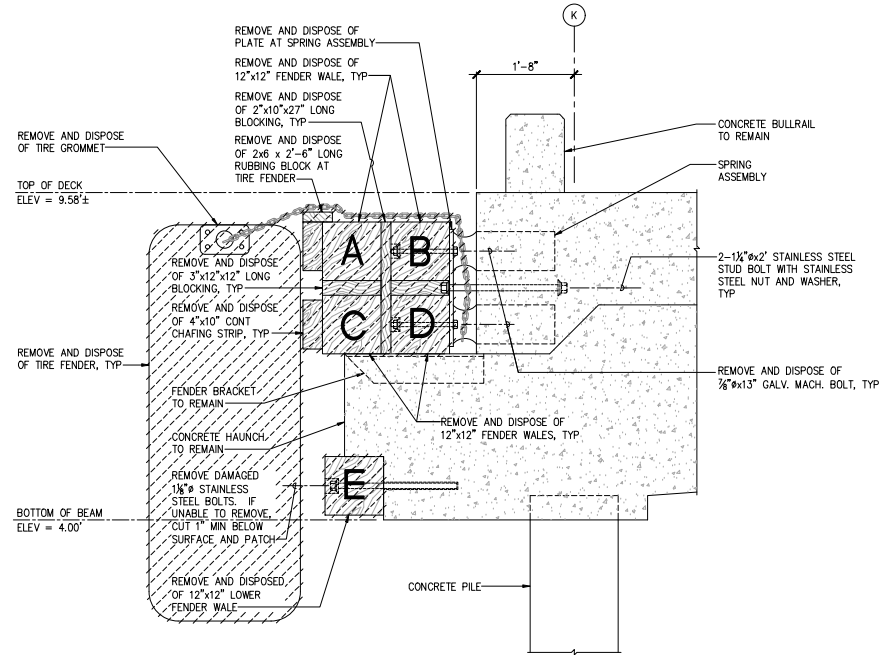 K
1'-8"
REMOVE AND DISPOSE OF
PLATE AT SPRING ASSEMBLY
REMOVE AND DISPOSE OF
12"x12" FENDER WALE, TYP
REMOVE AND DISPOSE
OF 2"x10"x27" LONG
BLOCKING, TYP
REMOVE AND DISPOSE
OF 2x6 x 2'-6" LONG
RUBBING BLOCK AT
TIRE FENDER
REMOVE AND DISPOSE
OF TIRE GROMMET
TOP OF DECK
ELEV = 9.58'±
CONCRETE BULLRAIL
TO REMAIN
SPRING
ASSEMBLY
A
B
C
D
E
REMOVE AND DISPOSE
OF 3"x12"x12" LONG
BLOCKING, TYP
REMOVE AND DISPOSE
OF 4"x10" CONT
CHAFING STRIP, TYP
2-1¼"øx2' STAINLESS STEEL
STUD BOLT WITH STAINLESS
STEEL NUT AND WASHER,
TYP
REMOVE AND DISPOSE
OF TIRE FENDER, TYP
REMOVE AND DISPOSE OF
⅞"øx13" GALV. MACH. BOLT, TYP
FENDER BRACKET
TO REMAIN
REMOVE AND DISPOSE OF
12"x12" FENDER WALES, TYP
CONCRETE HAUNCH
TO REMAIN
REMOVE DAMAGED
1⅛"ø STAINLESS
STEEL BOLTS. IF
UNABLE TO REMOVE,
CUT 1" MIN BELOW
SURFACE AND PATCH
BOTTOM OF BEAM
ELEV = 4.00'
REMOVE AND DISPOSED
OF 12"x12" LOWER
FENDER WALE
CONCRETE PILE